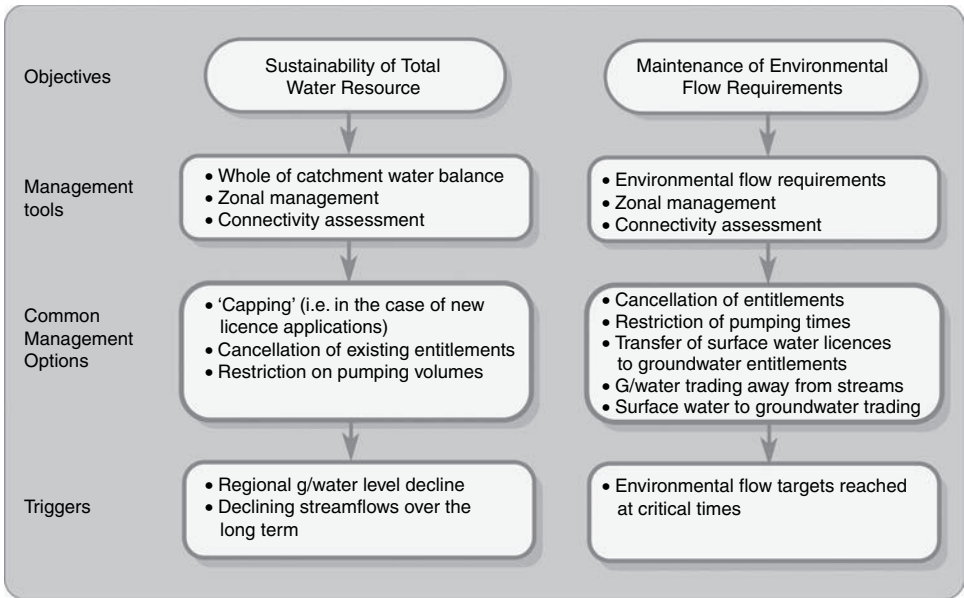 Objectives
Sustainability of Total
Water Resource
Maintenance of Environmental
Flow Requirements
Management
tools
• Whole of catchment water balance
• Zonal management
• Connectivity assessment
• Environmental flow requirements
• Zonal management
• Connectivity assessment
Common
Management
Options
• ‘Capping’ (i.e. in the case of new
licence applications)
• Cancellation of existing entitlements
• Restriction on pumping volumes
• Cancellation of entitlements
• Restriction of pumping times
• Transfer of surface water licences
to groundwater entitlements
• G/water trading away from streams
• Surface water to groundwater trading
Triggers
• Regional g/water level decline
• Declining streamflows over the
long term
• Environmental flow targets reached
at critical times